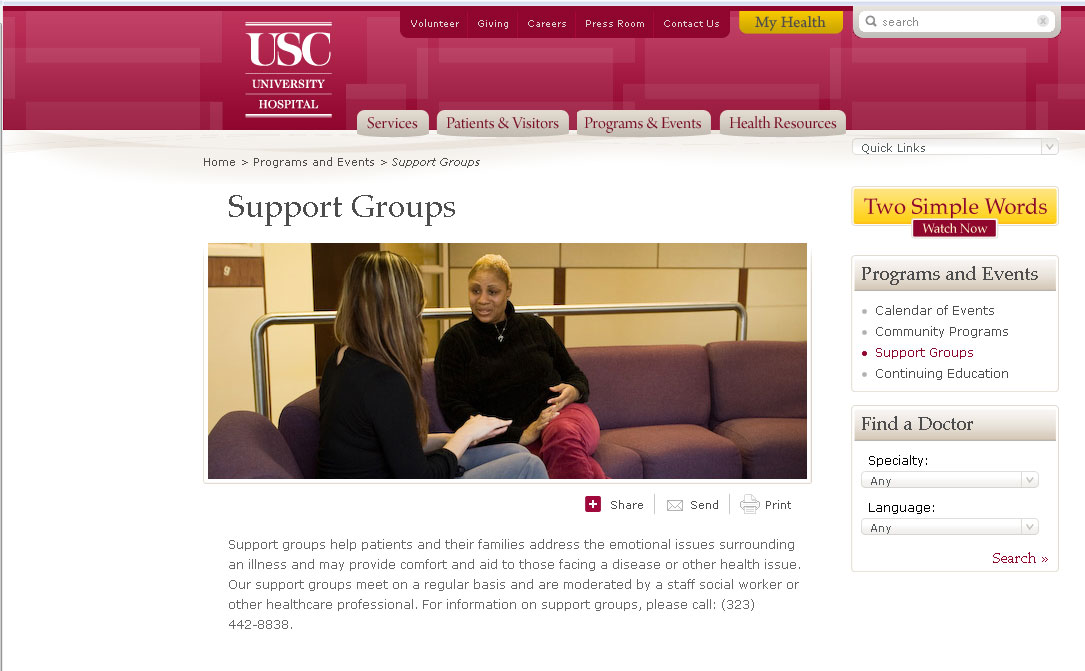 Volunteer Giving Careers Press Room Contact Us My Health search
USC
UNIVERSITY
HOSPITAL
Services Patients & Visitors Programs & Events Health Resources
Quick Links
Home > Programs and Events > Support Groups
Support Groups
Share Send Print
Support groups help patients and their families address the emotional issues surrounding
an illness and may provide comfort and aid to those facing a disease or other health issue.
Our support groups meet on a regular basis and are moderated by a staff social worker or
other healthcare professional. For information on support groups, please call: (323)
442-8838.
Two Simple Words
Watch Now
Programs and Events
Calendar of Events
Community Programs
Support Groups
Continuing Education
Find a Doctor
Specialty:
Any
Language:
Any
Search »